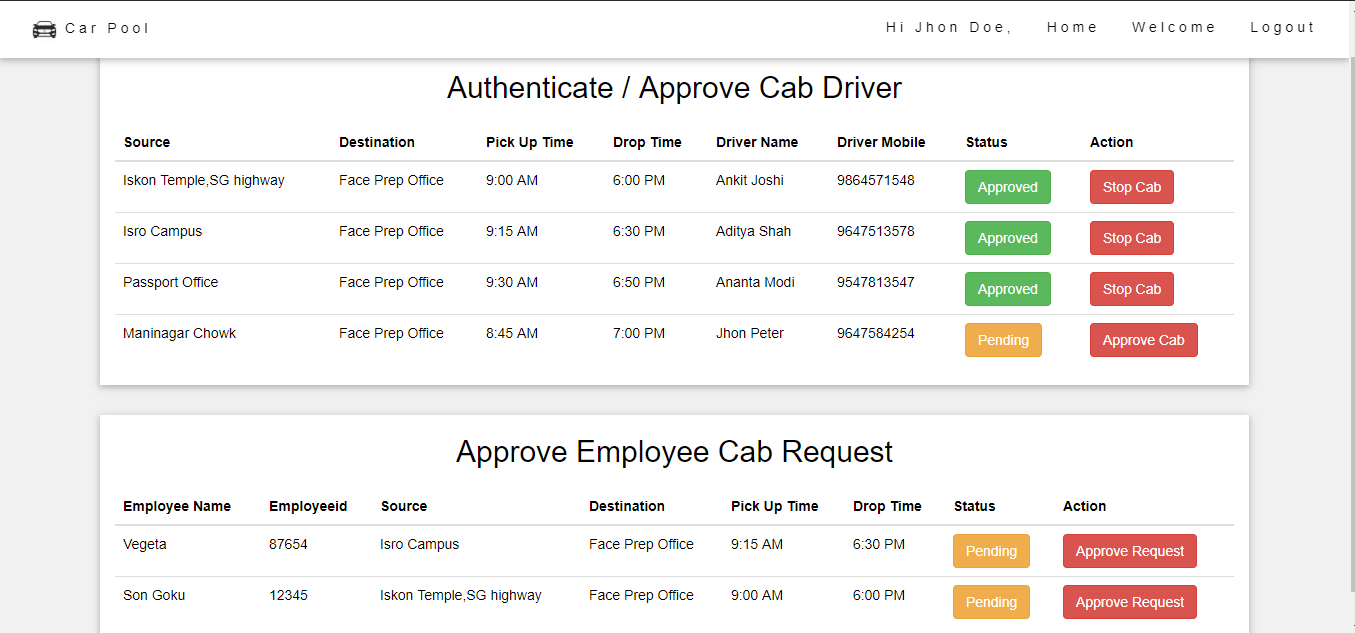 Car Pool Hi Jhon Doe, Home Welcome Logout
Authenticate / Approve Cab Driver
Source Destination Pick Up Time Drop Time Driver Name Driver Mobile Status Action
Iskon Temple,SG highway Face Prep Office 9:00 AM 6:00 PM Ankit Joshi 9864571548 Approved Stop Cab
Isro Campus Face Prep Office 9:15 AM 6:30 PM Aditya Shah 9647513578 Approved Stop Cab
Passport Office Face Prep Office 9:30 AM 6:50 PM Ananta Modi 9547813547 Approved Stop Cab
Maninagar Chowk Face Prep Office 8:45 AM 7:00 PM Jhon Peter 9647584254 Pending Approve Cab
Approve Employee Cab Request
Employee Name Employeeid Source Destination Pick Up Time Drop Time Status Action
Vegeta 87654 Isro Campus Face Prep Office 9:15 AM 6:30 PM Pending Approve Request
Son Goku 12345 Iskon Temple,SG highway Face Prep Office 9:00 AM 6:00 PM Pending Approve Request